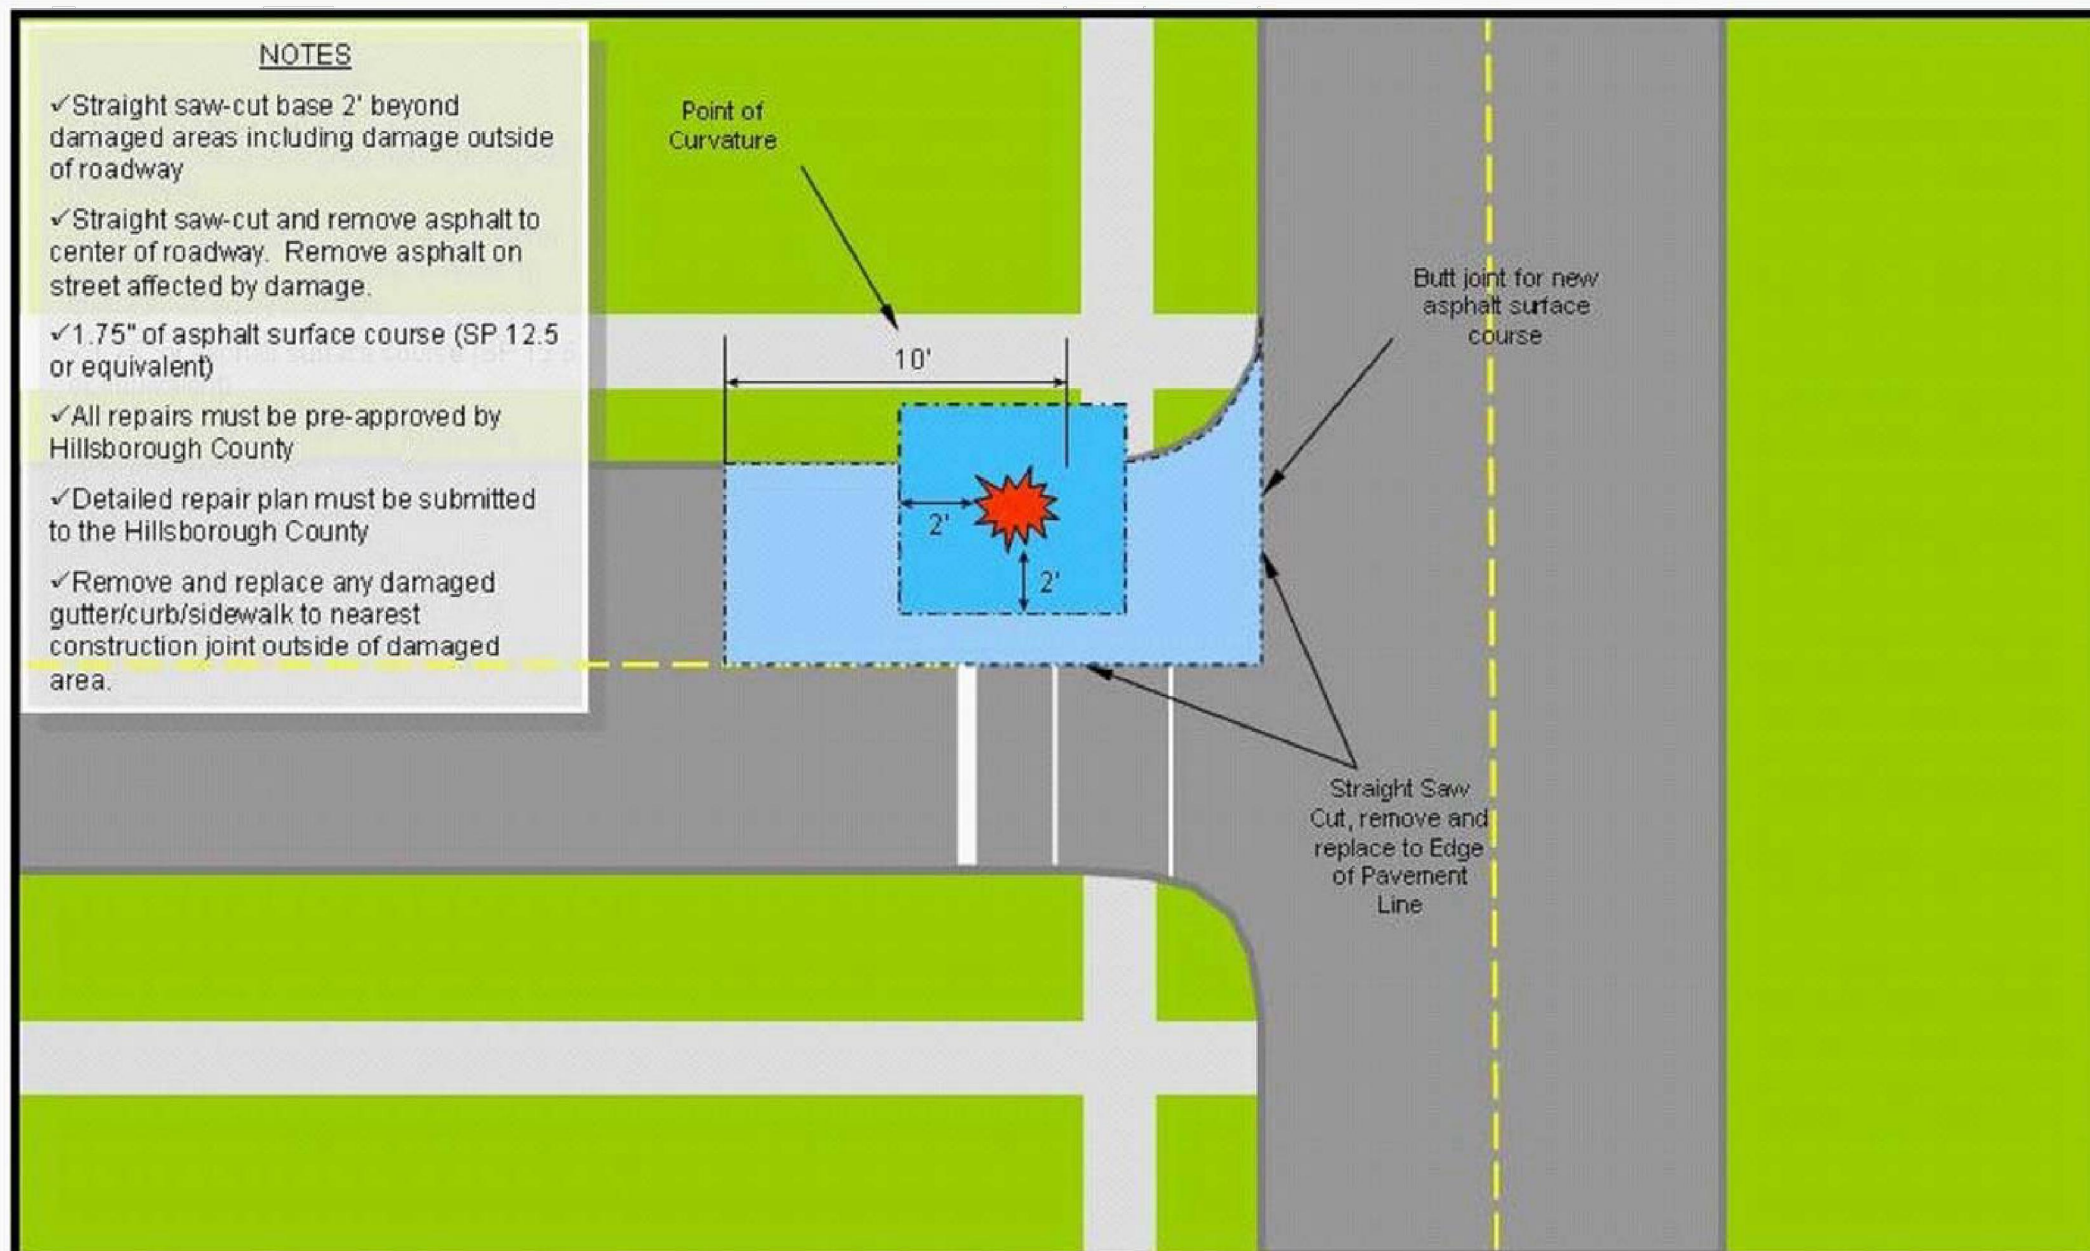 NOTES
✓Straight saw-cut base 2' beyond
damaged areas including damage outside
of roadway
✓Straight saw-cut and remove asphalt to
center of roadway. Remove asphalt on
street affected by damage.
✓1.75" of asphalt surface course (SP 12.5
or equivalent)
✓All repairs must be pre-approved by
Hillsborough County
✓Detailed repair plan must be submitted
to the Hillsborough County
✓Remove and replace any damaged
gutter/curb/sidewalk to nearest
construction joint outside of damaged
area.
Point of
Curvature
10'
2'
2'
Butt joint for new
asphalt surface
course
Straight Saw
Cut, remove and
replace to Edge
of Pavement
Line